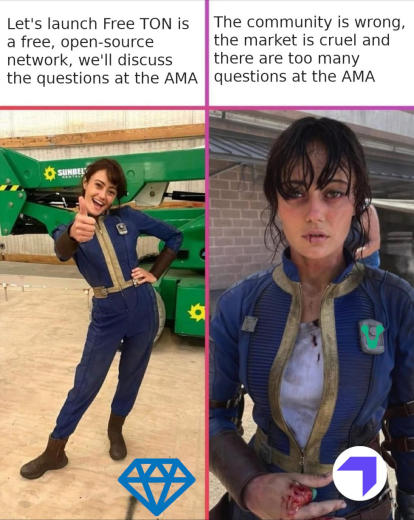 Let's launch Free TON is
a free, open-source
network, we'll discuss
the questions at the AMA
The community is wrong,
the market is cruel and
there are too many
questions at the AMA